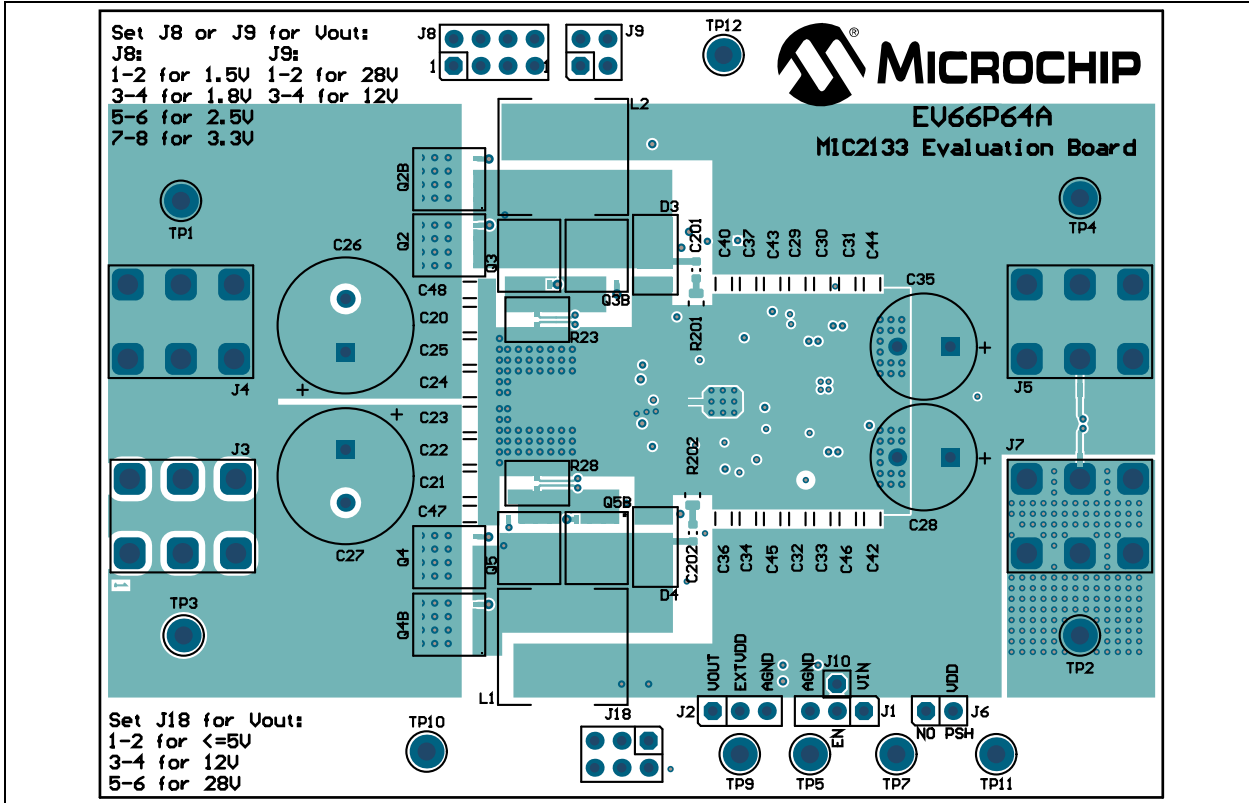 Set J8 or J9 for Vout:
J8: J9:
1-2 for 1.5V 1-2 for 28V
3-4 for 1.8V 3-4 for 12V
5-6 for 2.5V
7-8 for 3.3V
J8
1
1
J9
TP12
®
MICROCHIP
EV66P64A
MIC2133 Evaluation Board
L2
Q2B
Q2
TP1
TP4
C26
Q3
Q3B
D3
C201
C40
C37
C43
C29
C30
C31
C44
C35
+
C48
C20
C25
C24
R23
R201
J4
+
J5
C23
C22
C21
C47
+
R28
R202
J3
J7
+
C28
C27
Q4
Q4B
Q5
Q5B
D4
C202
C36
C34
C45
C32
C33
C46
C42
1
TP3
TP2
L1
VOUT
EXTVDD
AGND
AGND
J10
VIN
VDD
J2
J1
J6
EN
NO PSH
J18
Set J18 for Vout:
1-2 for <=5V
3-4 for 12V
5-6 for 28V
TP10
TP9
TP5
TP7
TP11